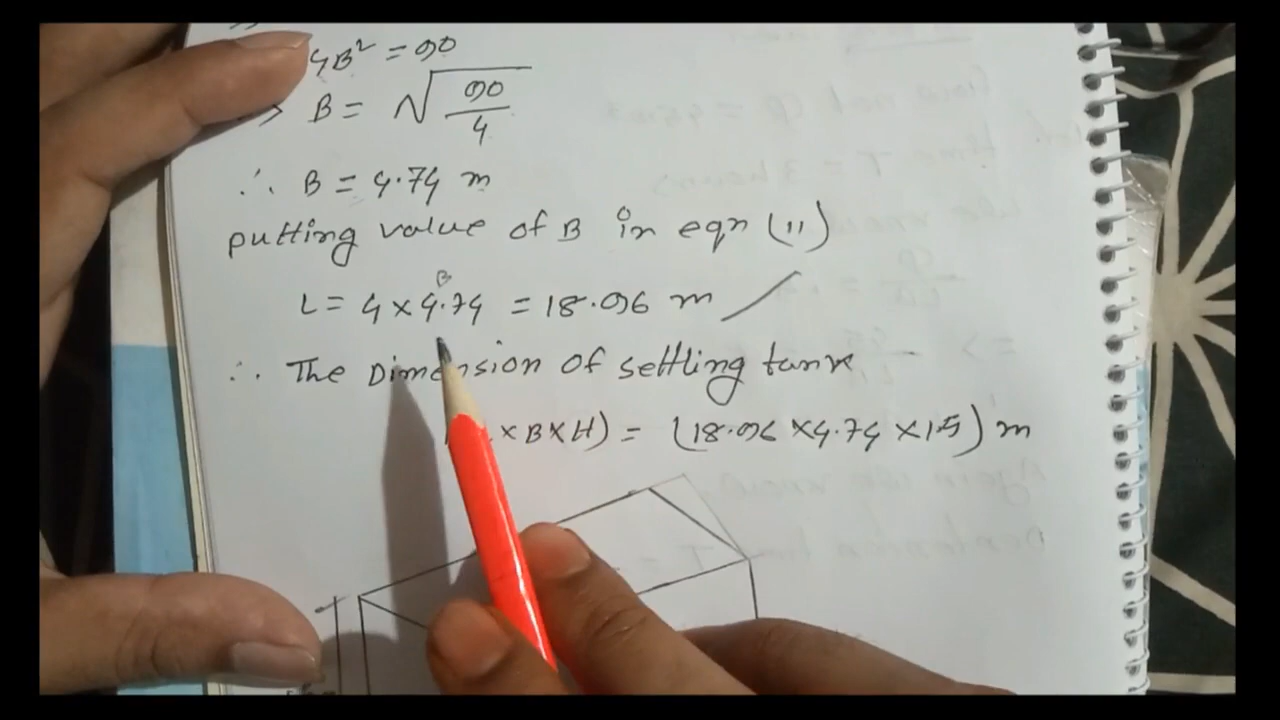 4B² = 90
B = √(90/4)
∴ B = 4.74 m
putting value of B in eqn (11)
B
L = 4 × 4.74 = 18.96 m
∴ The Dimension of settling tank
× B × H) = (18.96 × 4.74 × 1.5) m